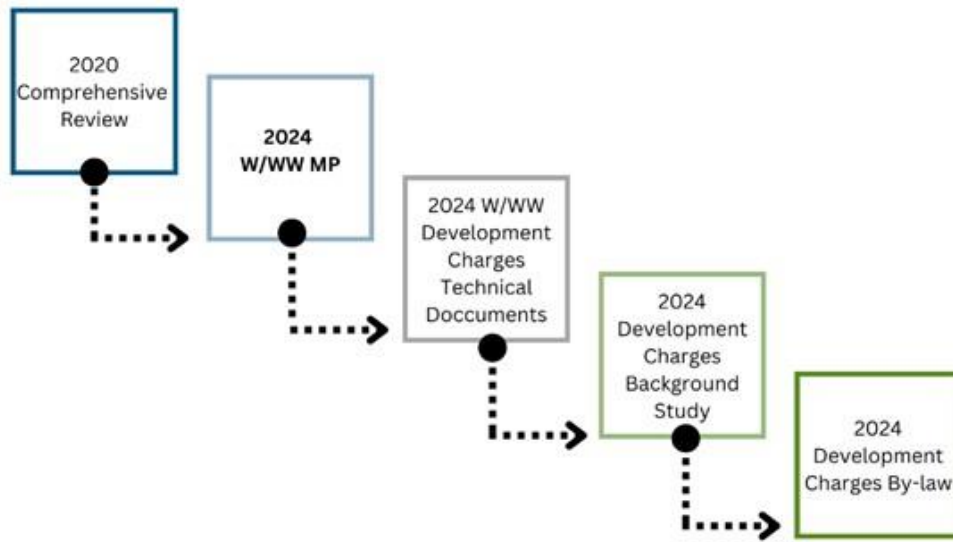 2020
Comprehensive
Review
2024
W/WW MP
2024 W/WW
Development
Charges
Technical
Doccuments
2024
Development
Charges
Background
Study
2024
Development
Charges By-law